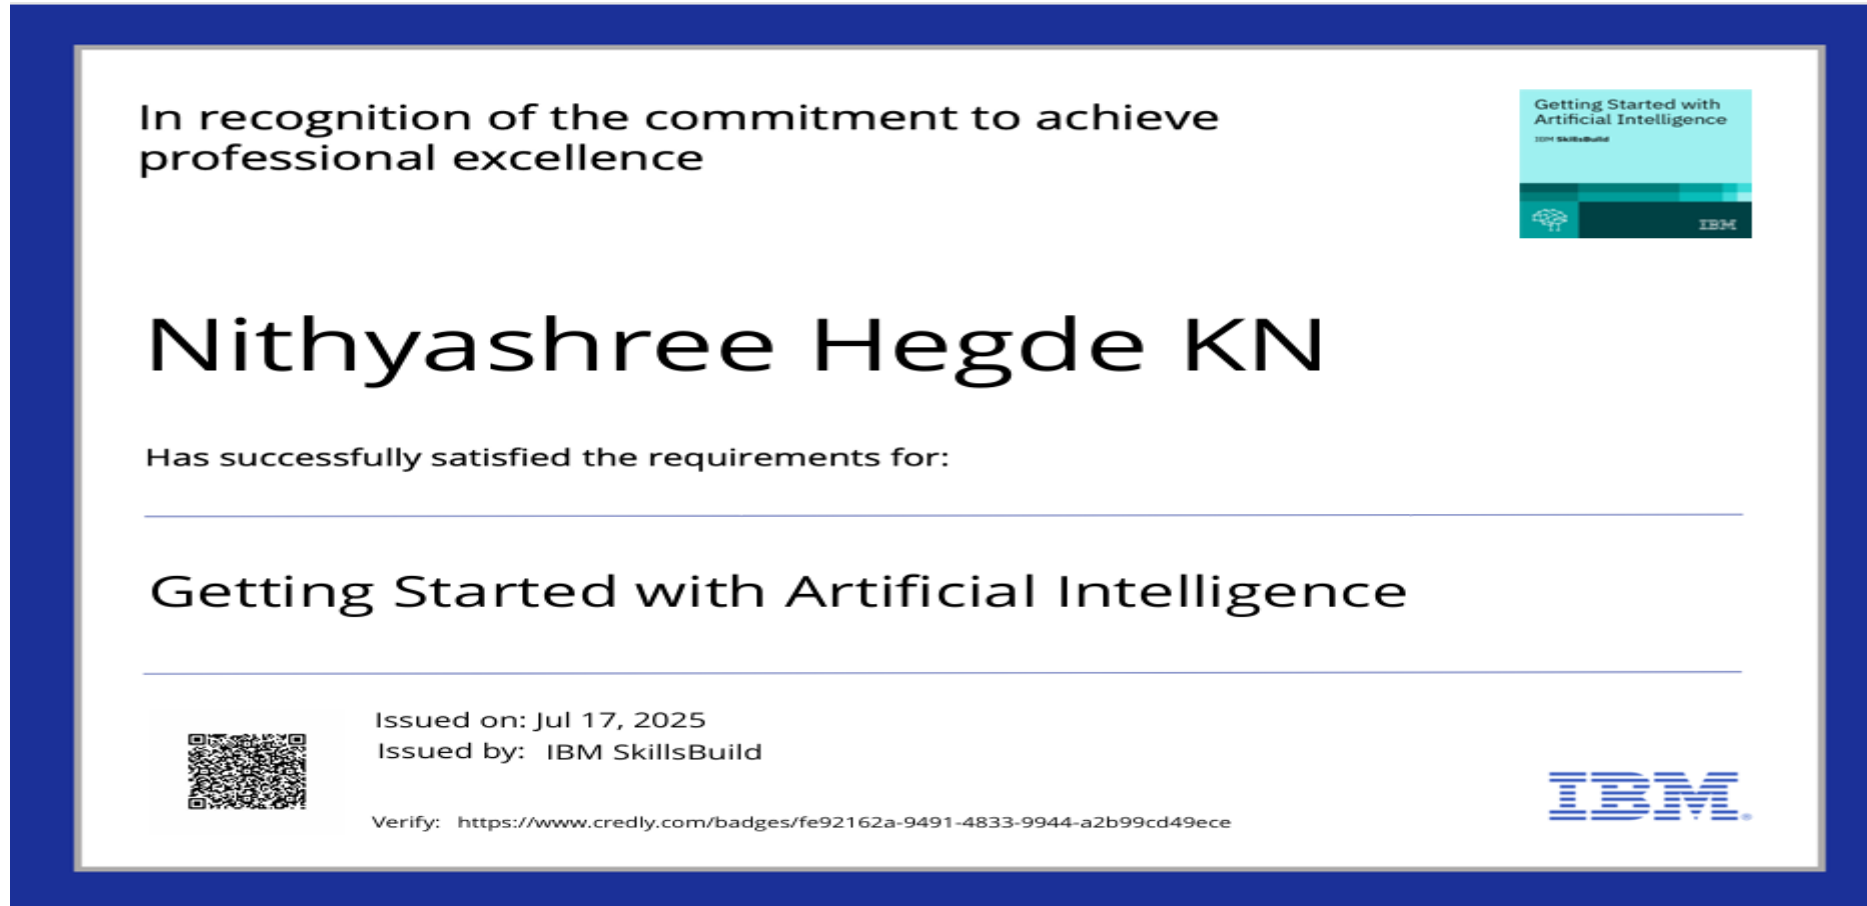 In recognition of the commitment to achieve
professional excellence
Getting Started with
Artificial Intelligence
IBM SkillsBuild
IBM
Nithyashree Hegde KN
Has successfully satisfied the requirements for:
Getting Started with Artificial Intelligence
Issued on: Jul 17, 2025
Issued by: IBM SkillsBuild
Verify: https://www.credly.com/badges/fe92162a-9491-4833-9944-a2b99cd49ece
IBM®